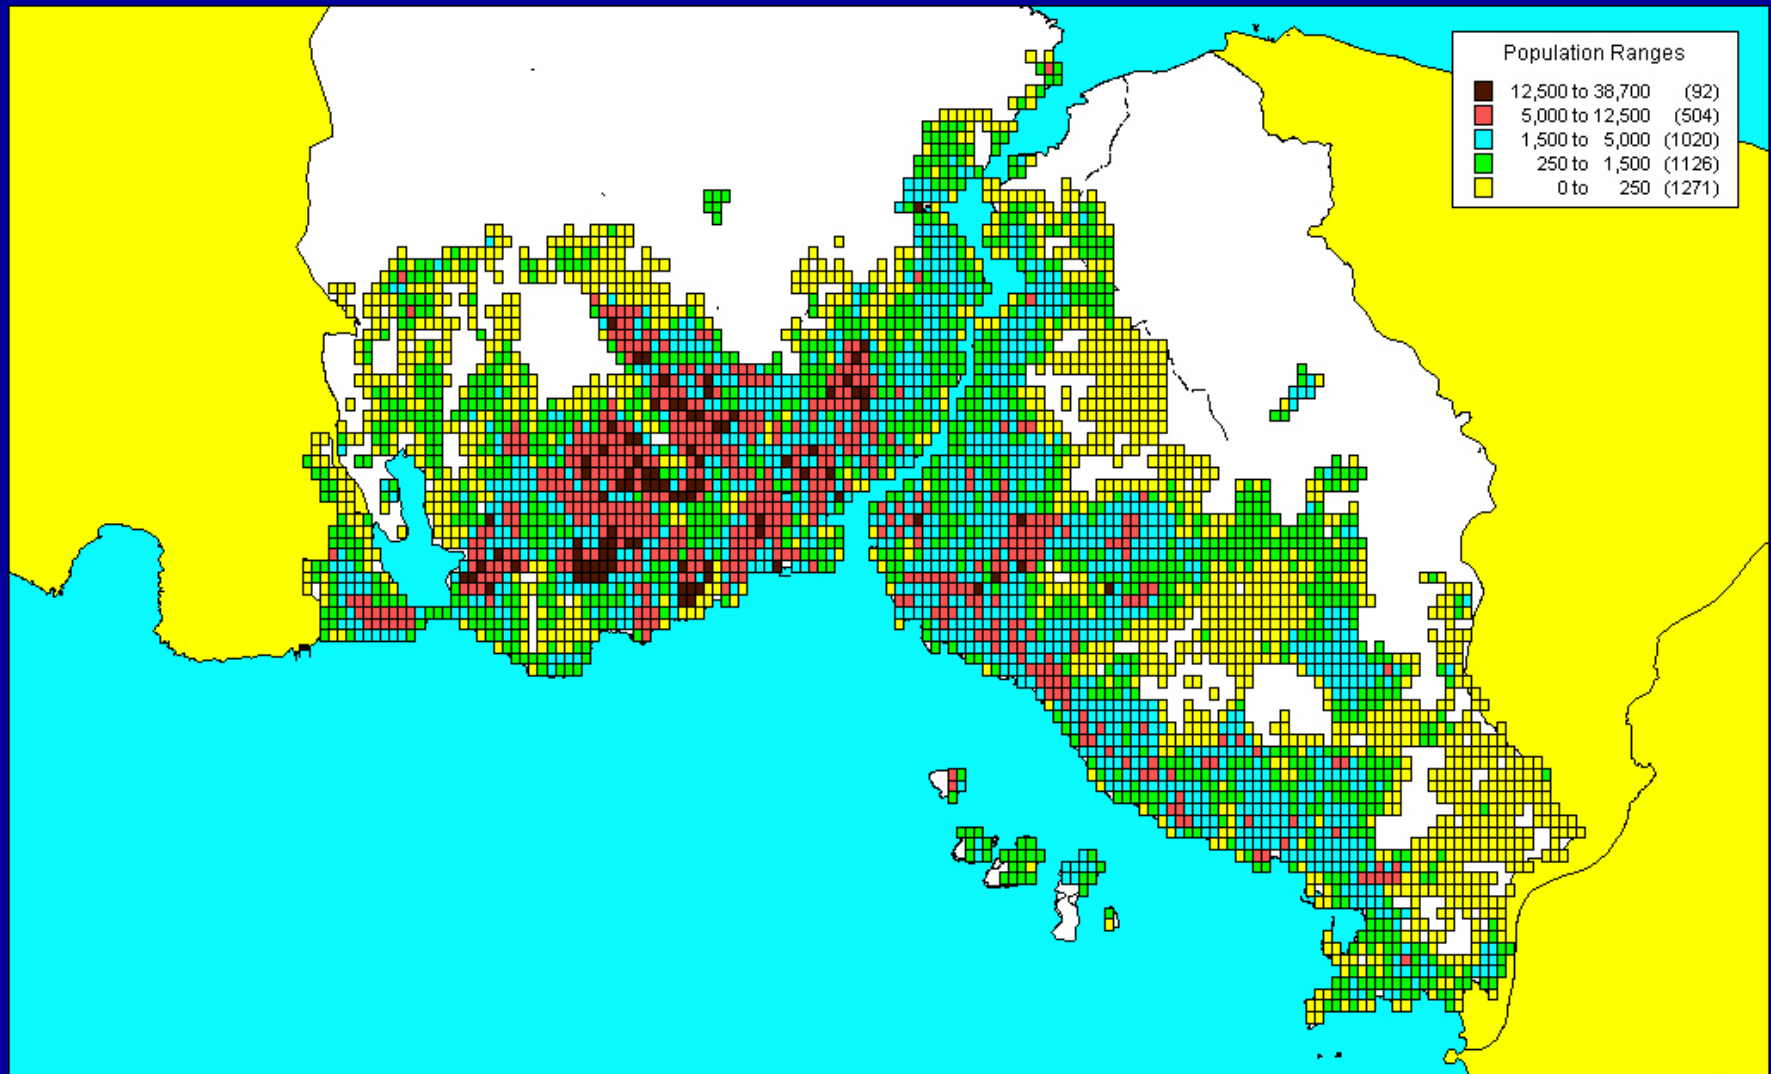 Population Ranges
12,500 to 38,700 (92)
5,000 to 12,500 (504)
1,500 to 5,000 (1020)
250 to 1,500 (1126)
0 to 250 (1271)